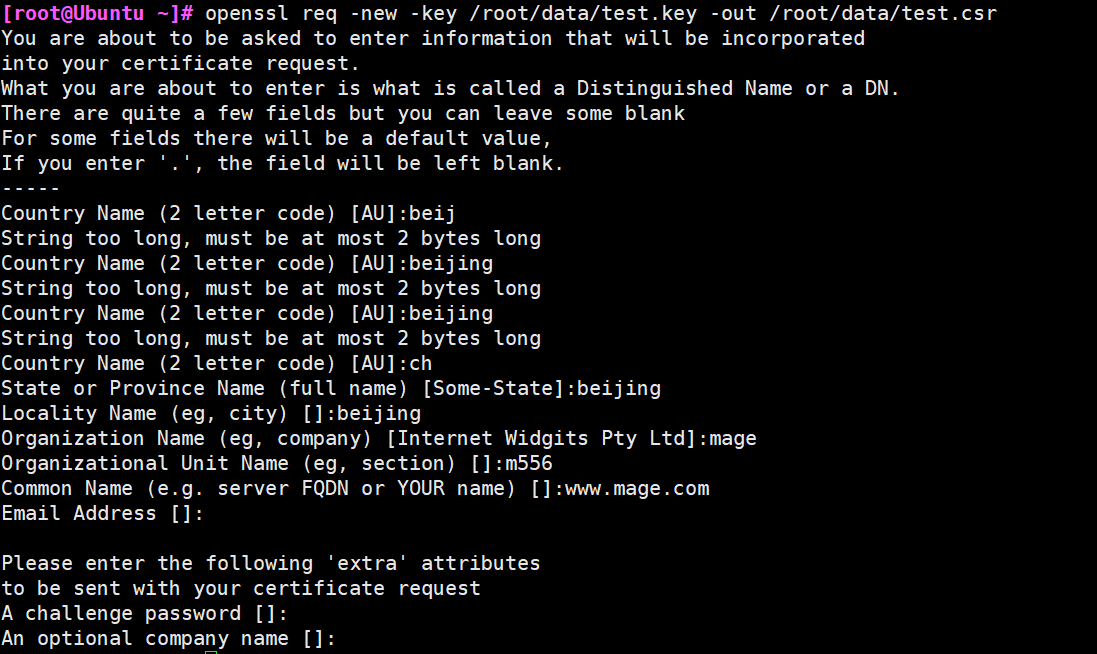 [root@Ubuntu ~]# openssl req -new -key /root/data/test.key -out /root/data/test.csr
You are about to be asked to enter information that will be incorporated
into your certificate request.
What you are about to enter is what is called a Distinguished Name or a DN.
There are quite a few fields but you can leave some blank
For some fields there will be a default value,
If you enter '.', the field will be left blank.
-----
Country Name (2 letter code) [AU]:beij
String too long, must be at most 2 bytes long
Country Name (2 letter code) [AU]:beijing
String too long, must be at most 2 bytes long
Country Name (2 letter code) [AU]:beijing
String too long, must be at most 2 bytes long
Country Name (2 letter code) [AU]:ch
State or Province Name (full name) [Some-State]:beijing
Locality Name (eg, city) []:beijing
Organization Name (eg, company) [Internet Widgits Pty Ltd]:mage
Organizational Unit Name (eg, section) []:m556
Common Name (e.g. server FQDN or YOUR name) []:www.mage.com
Email Address []:
Please enter the following 'extra' attributes
to be sent with your certificate request
A challenge password []:
An optional company name []: